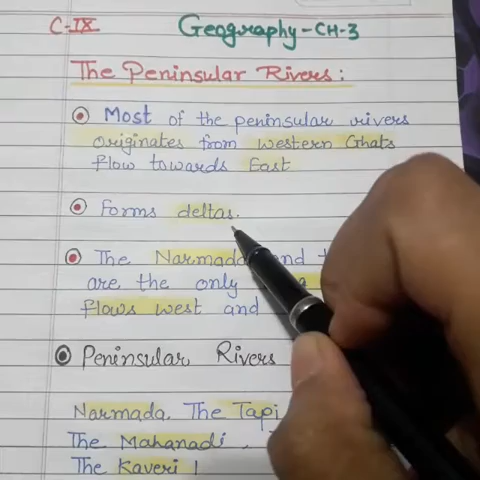 C-IX Geography-CH-3
The Peninsular Rivers:
Most of the peninsular rivers
originates from western Ghats
flow towards East
Forms deltas.
The Narmada and
are the only
flows west and
Peninsular Rivers
Narmada, The Tapi
The Mahanadi,
The Kaveri